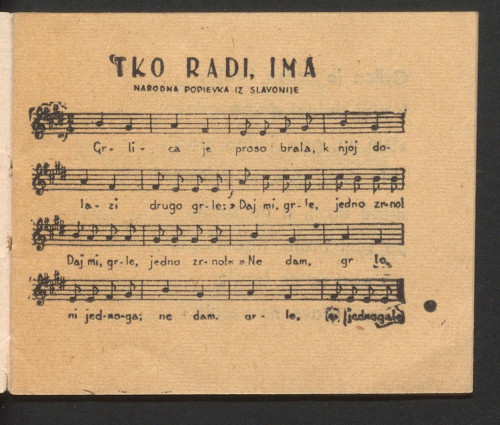 TKO RADI, IMA
NARODNA POPIEVKA IZ SLAVONIJE
Gr - li - ca je proso brala, k njoj do-
la - zi drugo gr-le: » Daj mi, gr-le, jedno zr-no!
Daj mi, gr-le, jedno zr-no!« » Ne dam, gr - le,
ni jed-no-ga; ne dam, gr - le, ni jednoga!«